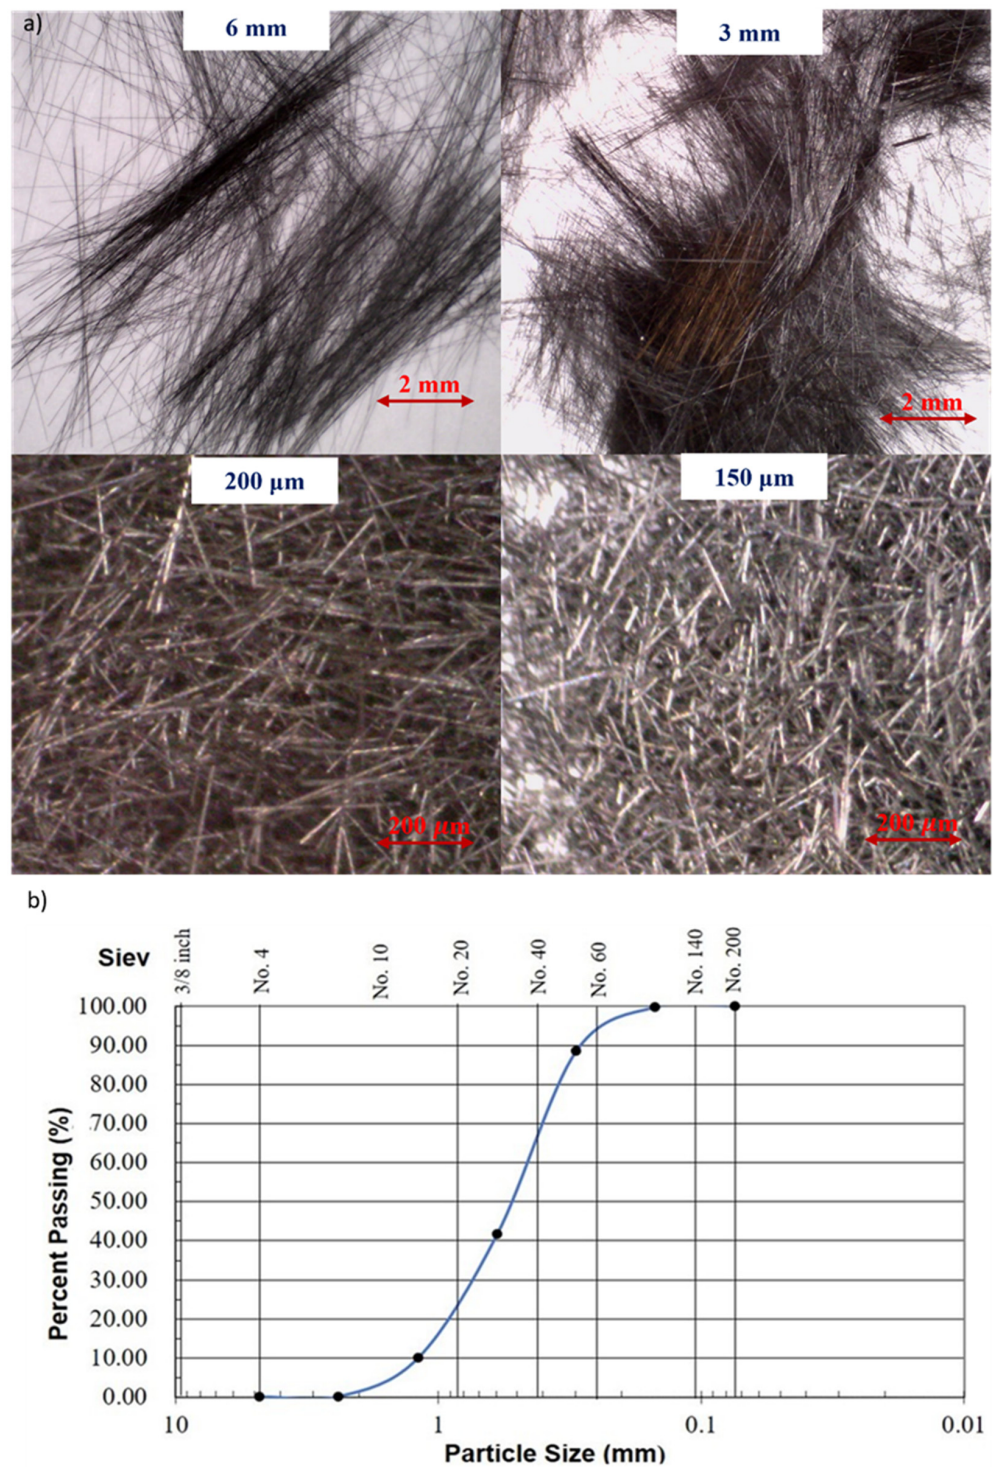 a)
6 mm
3 mm
2 mm
2 mm
200 µm
150 µm
200 µm
200 µm
b)
Siev
3/8 inch
No. 4
No. 10
No. 20
No. 40
No. 60
No. 140
No. 200
100.00
90.00
80.00
70.00
60.00
50.00
40.00
30.00
20.00
10.00
0.00
Percent Passing (%)
10
1
0.1
0.01
Particle Size (mm)